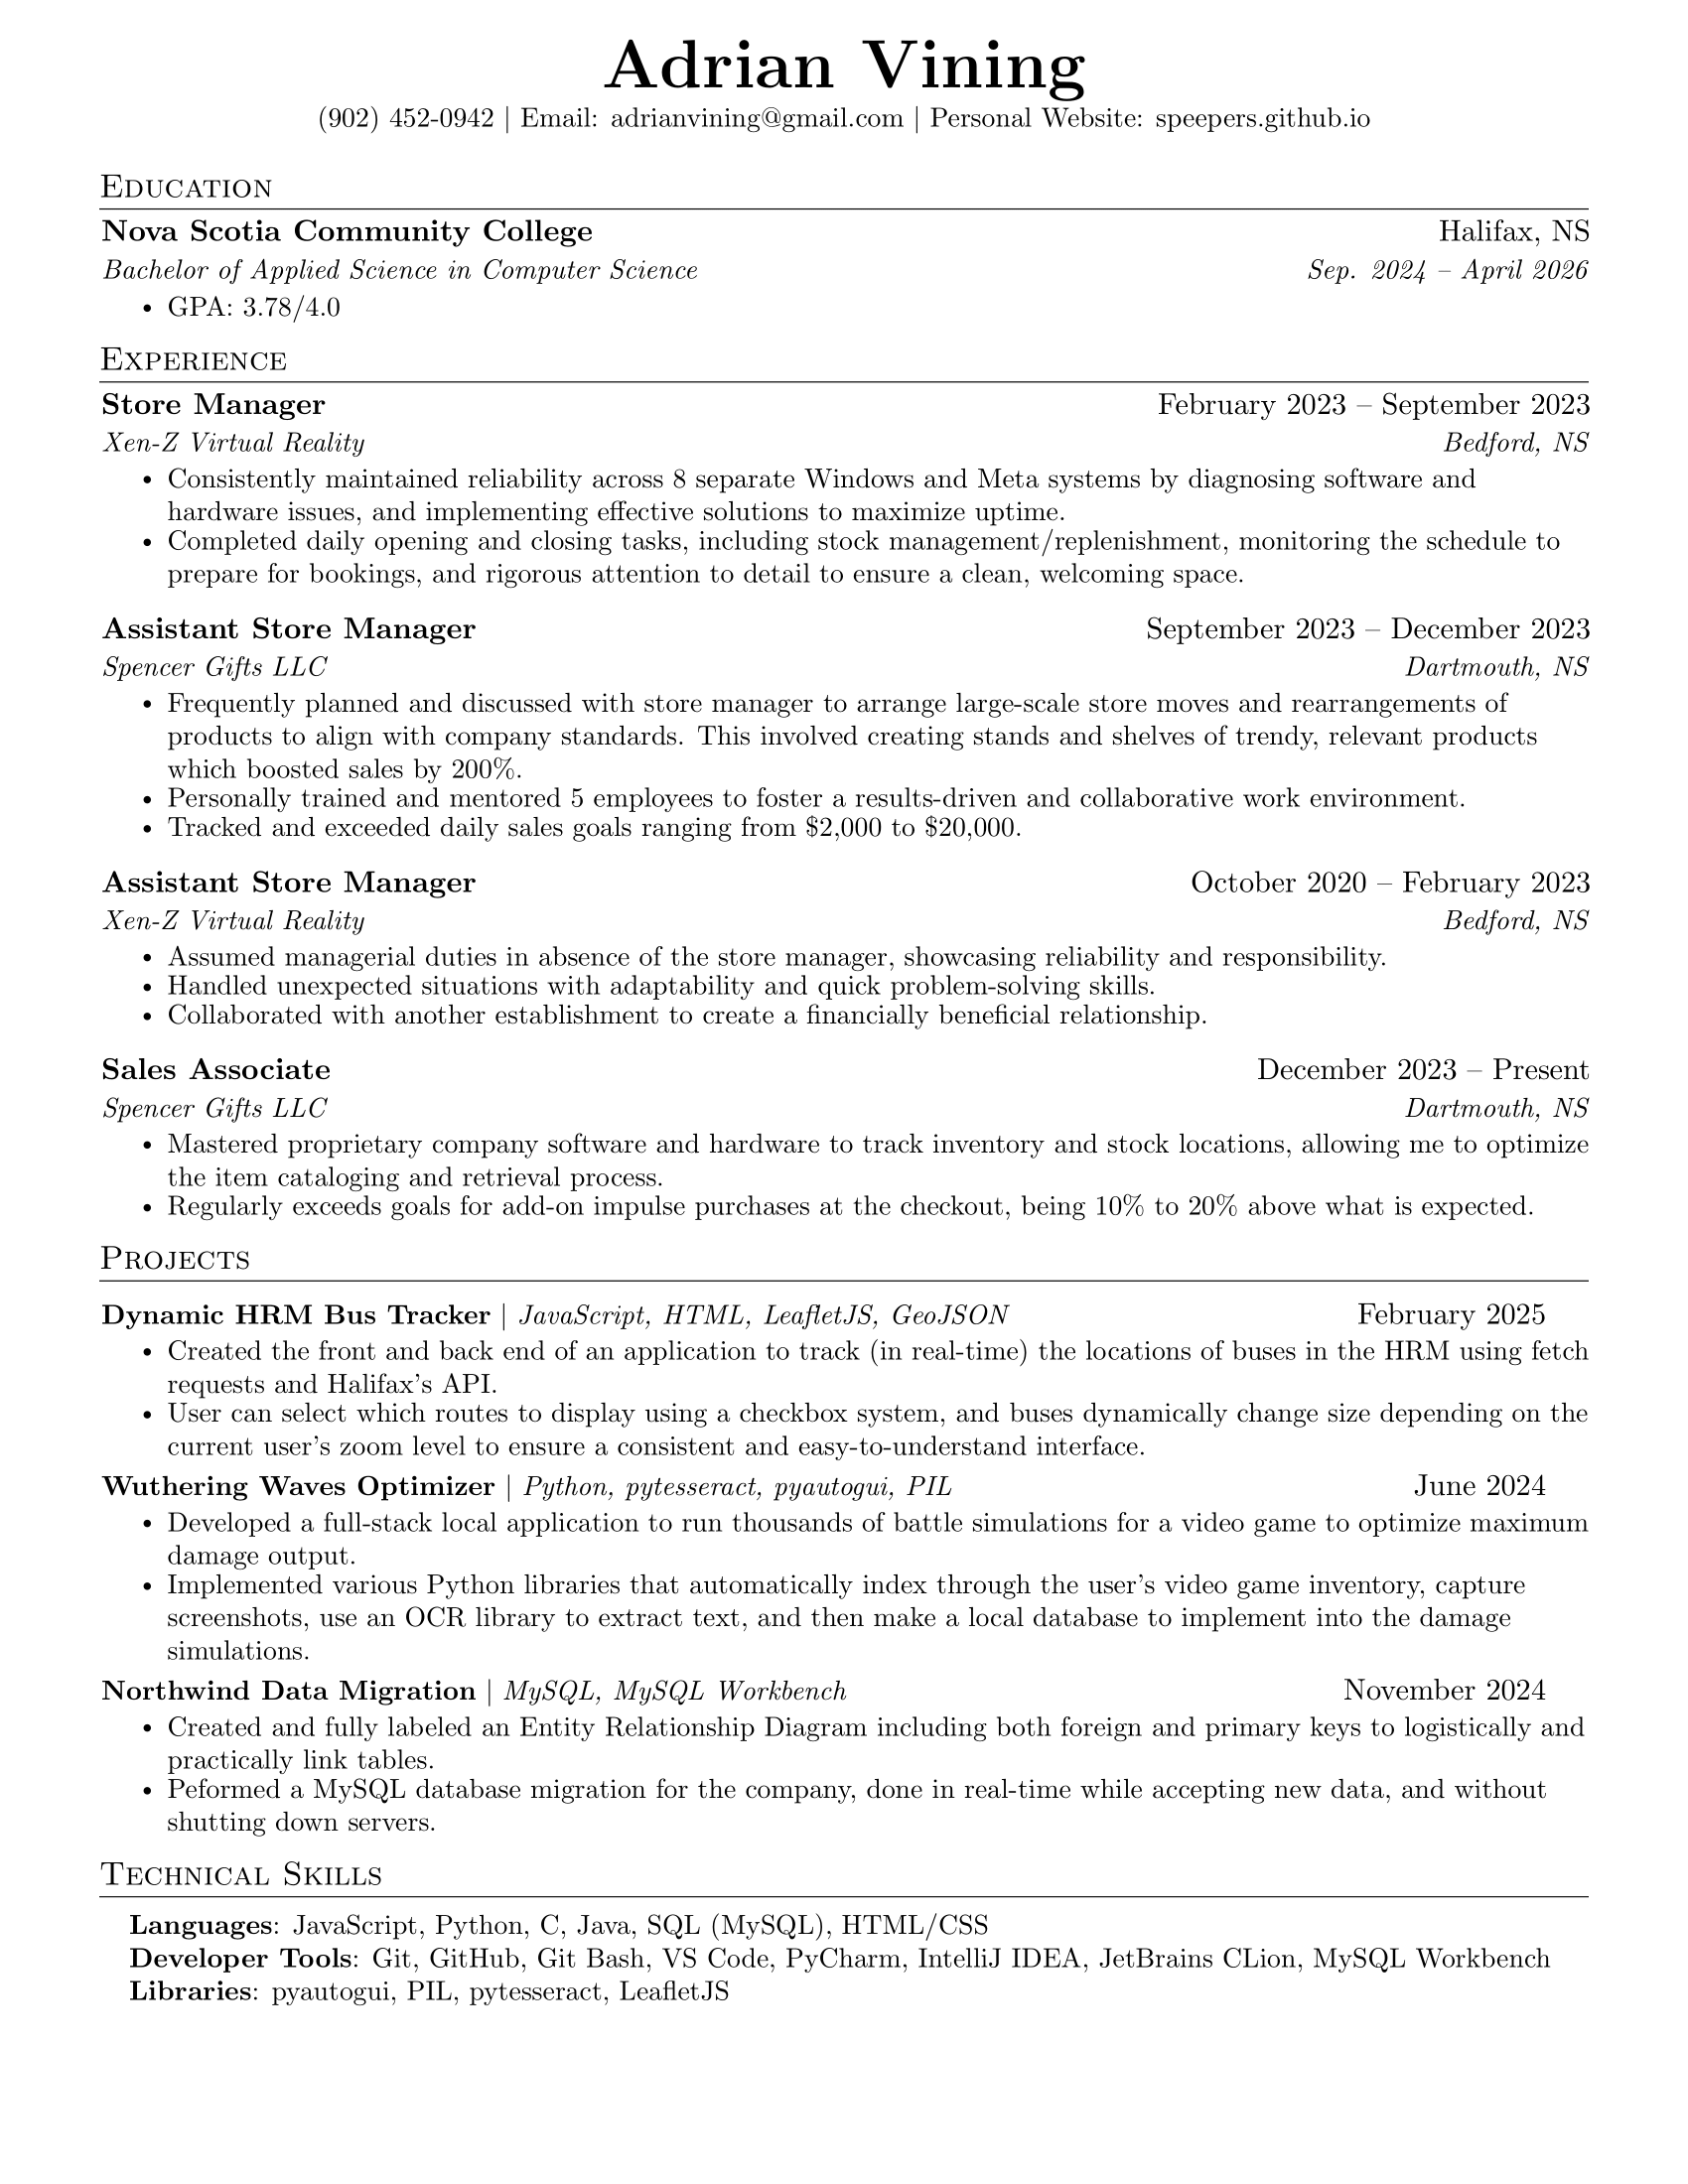 Adrian Vining
(902) 452-0942 | Email: adrianvining@gmail.com | Personal Website: speepers.github.io
Education
Nova Scotia Community College Halifax, NS
Bachelor of Applied Science in Computer Science Sep. 2024 – April 2026
• GPA: 3.78/4.0
Experience
Store Manager February 2023 – September 2023
Xen-Z Virtual Reality Bedford, NS
• Consistently maintained reliability across 8 separate Windows and Meta systems by diagnosing software and
hardware issues, and implementing effective solutions to maximize uptime.
• Completed daily opening and closing tasks, including stock management/replenishment, monitoring the schedule to
prepare for bookings, and rigorous attention to detail to ensure a clean, welcoming space.
Assistant Store Manager September 2023 – December 2023
Spencer Gifts LLC Dartmouth, NS
• Frequently planned and discussed with store manager to arrange large-scale store moves and rearrangements of
products to align with company standards. This involved creating stands and shelves of trendy, relevant products
which boosted sales by 200%.
• Personally trained and mentored 5 employees to foster a results-driven and collaborative work environment.
• Tracked and exceeded daily sales goals ranging from $2,000 to $20,000.
Assistant Store Manager October 2020 – February 2023
Xen-Z Virtual Reality Bedford, NS
• Assumed managerial duties in absence of the store manager, showcasing reliability and responsibility.
• Handled unexpected situations with adaptability and quick problem-solving skills.
• Collaborated with another establishment to create a financially beneficial relationship.
Sales Associate December 2023 – Present
Spencer Gifts LLC Dartmouth, NS
• Mastered proprietary company software and hardware to track inventory and stock locations, allowing me to optimize
the item cataloging and retrieval process.
• Regularly exceeds goals for add-on impulse purchases at the checkout, being 10% to 20% above what is expected.
Projects
Dynamic HRM Bus Tracker | JavaScript, HTML, LeafletJS, GeoJSON February 2025
• Created the front and back end of an application to track (in real-time) the locations of buses in the HRM using fetch
requests and Halifax's API.
• User can select which routes to display using a checkbox system, and buses dynamically change size depending on the
current user's zoom level to ensure a consistent and easy-to-understand interface.
Wuthering Waves Optimizer | Python, pytesseract, pyautogui, PIL June 2024
• Developed a full-stack local application to run thousands of battle simulations for a video game to optimize maximum
damage output.
• Implemented various Python libraries that automatically index through the user's video game inventory, capture
screenshots, use an OCR library to extract text, and then make a local database to implement into the damage
simulations.
Northwind Data Migration | MySQL, MySQL Workbench November 2024
• Created and fully labeled an Entity Relationship Diagram including both foreign and primary keys to logistically and
practically link tables.
• Peformed a MySQL database migration for the company, done in real-time while accepting new data, and without
shutting down servers.
Technical Skills
Languages: JavaScript, Python, C, Java, SQL (MySQL), HTML/CSS
Developer Tools: Git, GitHub, Git Bash, VS Code, PyCharm, IntelliJ IDEA, JetBrains CLion, MySQL Workbench
Libraries: pyautogui, PIL, pytesseract, LeafletJS